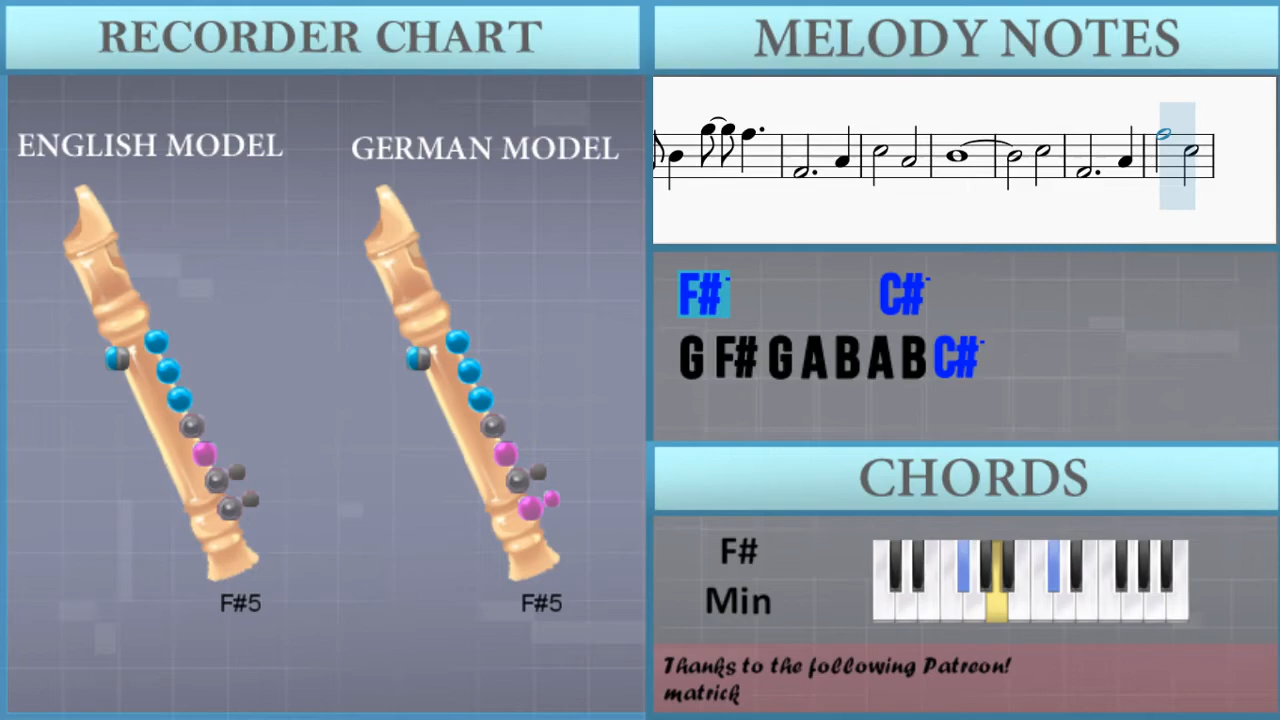 RECORDER CHART
ENGLISH MODEL
GERMAN MODEL
F#5
F#5
MELODY NOTES
F#- C#-
G F# G A B A B C#-
CHORDS
F#
Min
Thanks to the following Patreon!
matrick